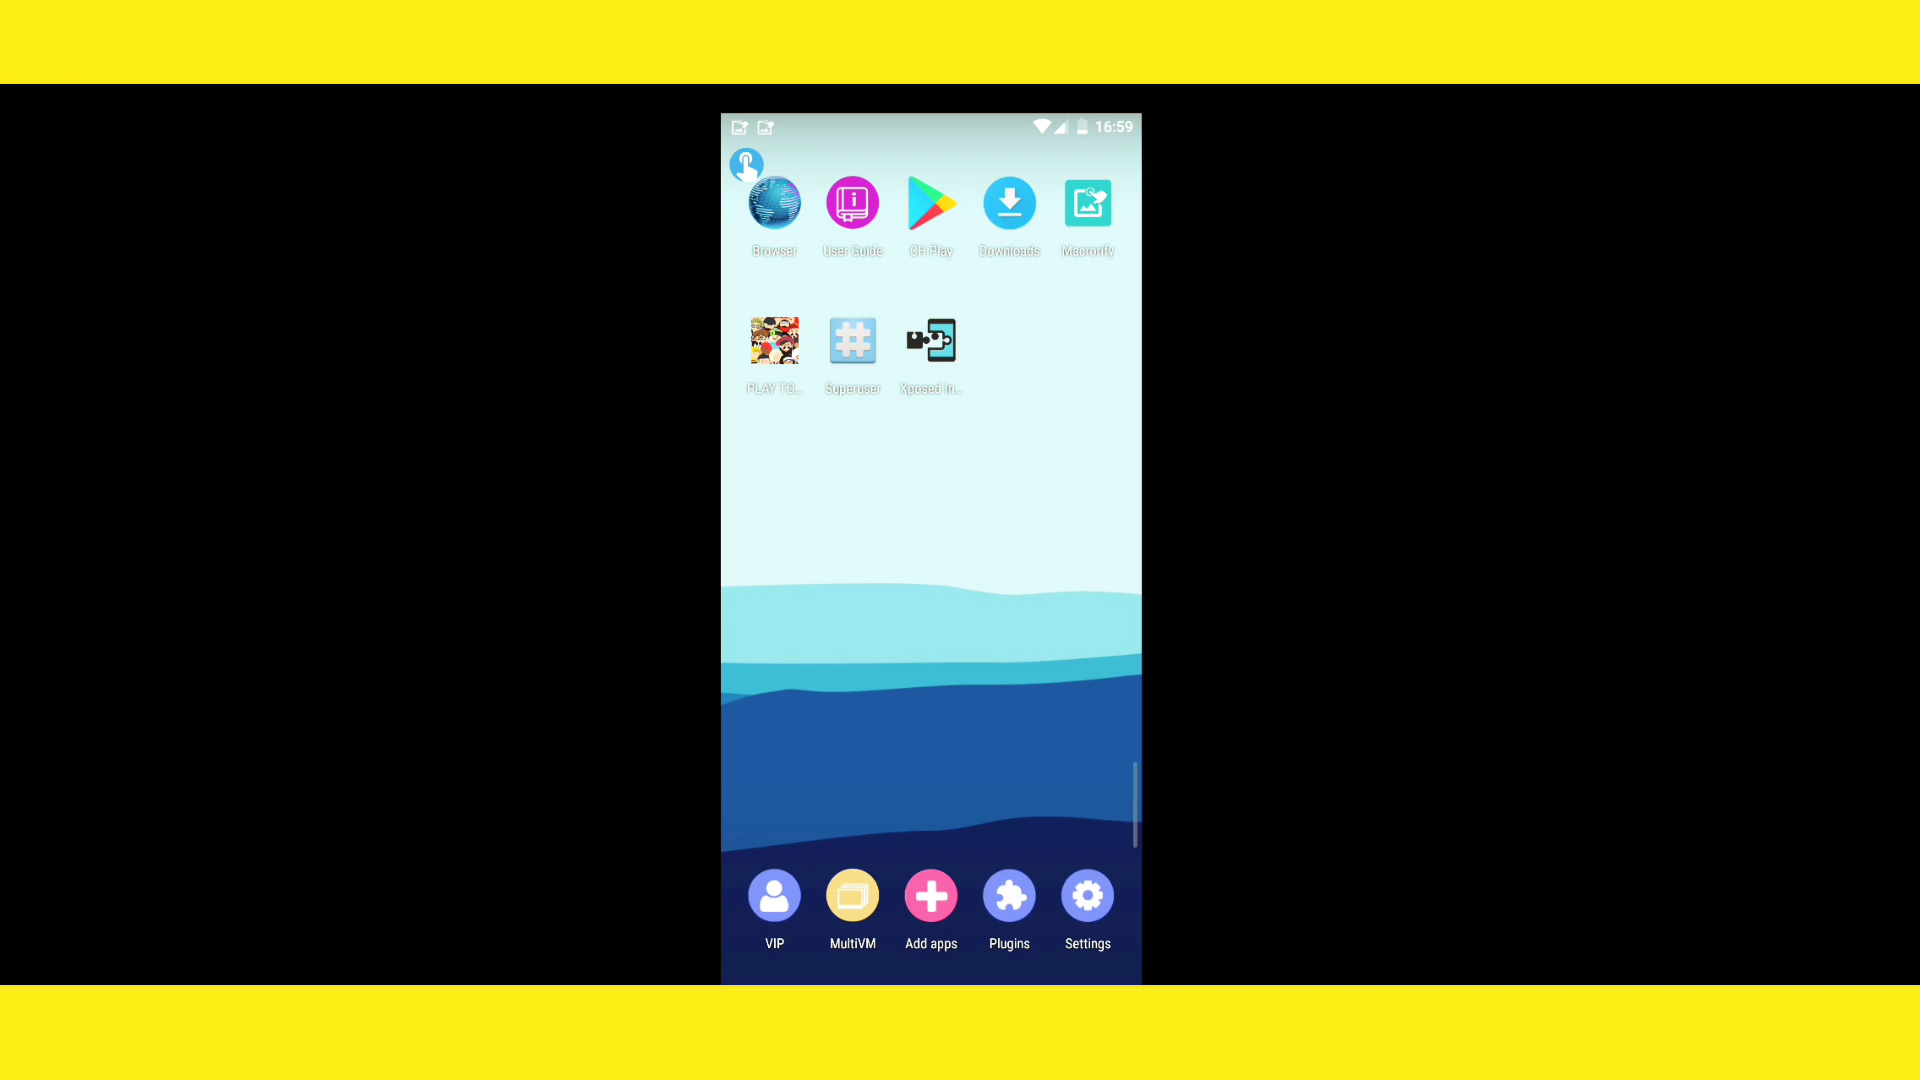 16:59
Browser User Guide CH Play Downloads Macrorify
PLAY TO... Superuser Xposed In...
VIP MultiVM Add apps Plugins Settings